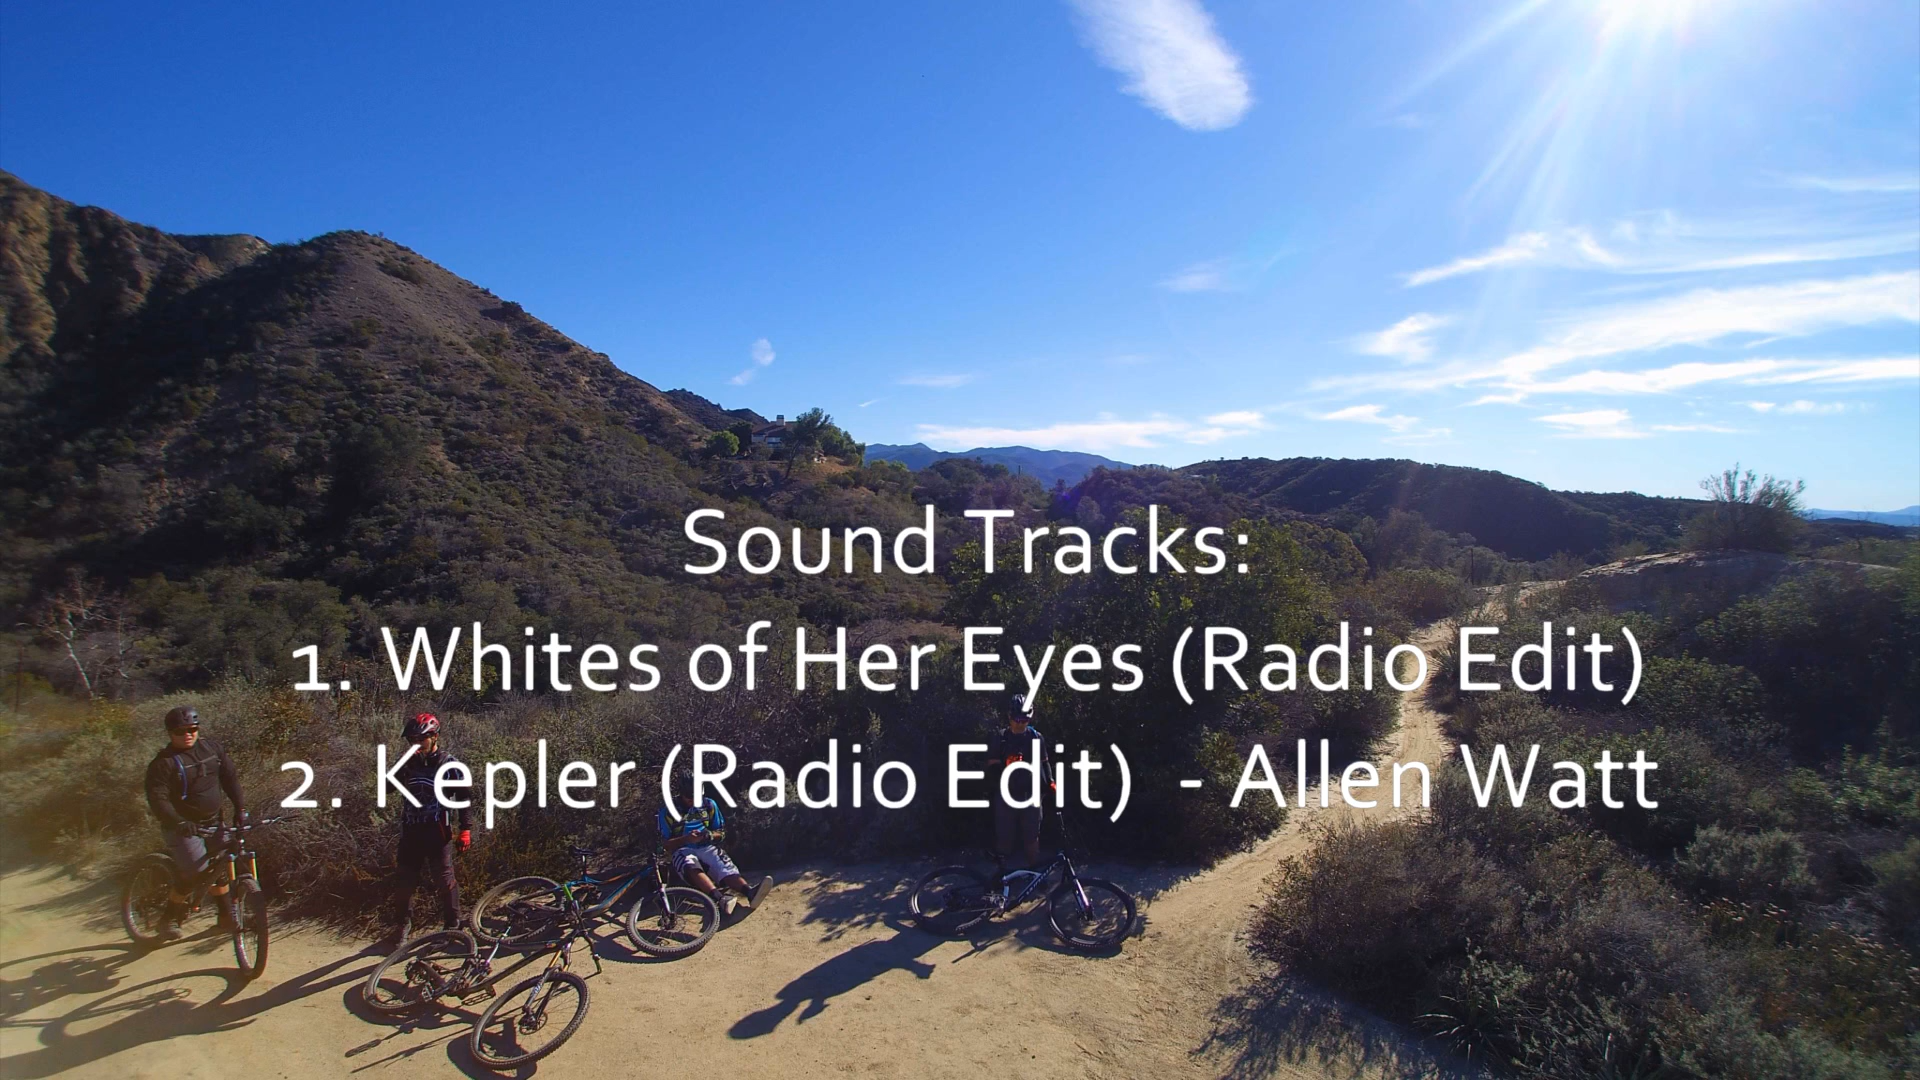 Sound Tracks:
1. Whites of Her Eyes (Radio Edit)
2. Kepler (Radio Edit)  - Allen Watt